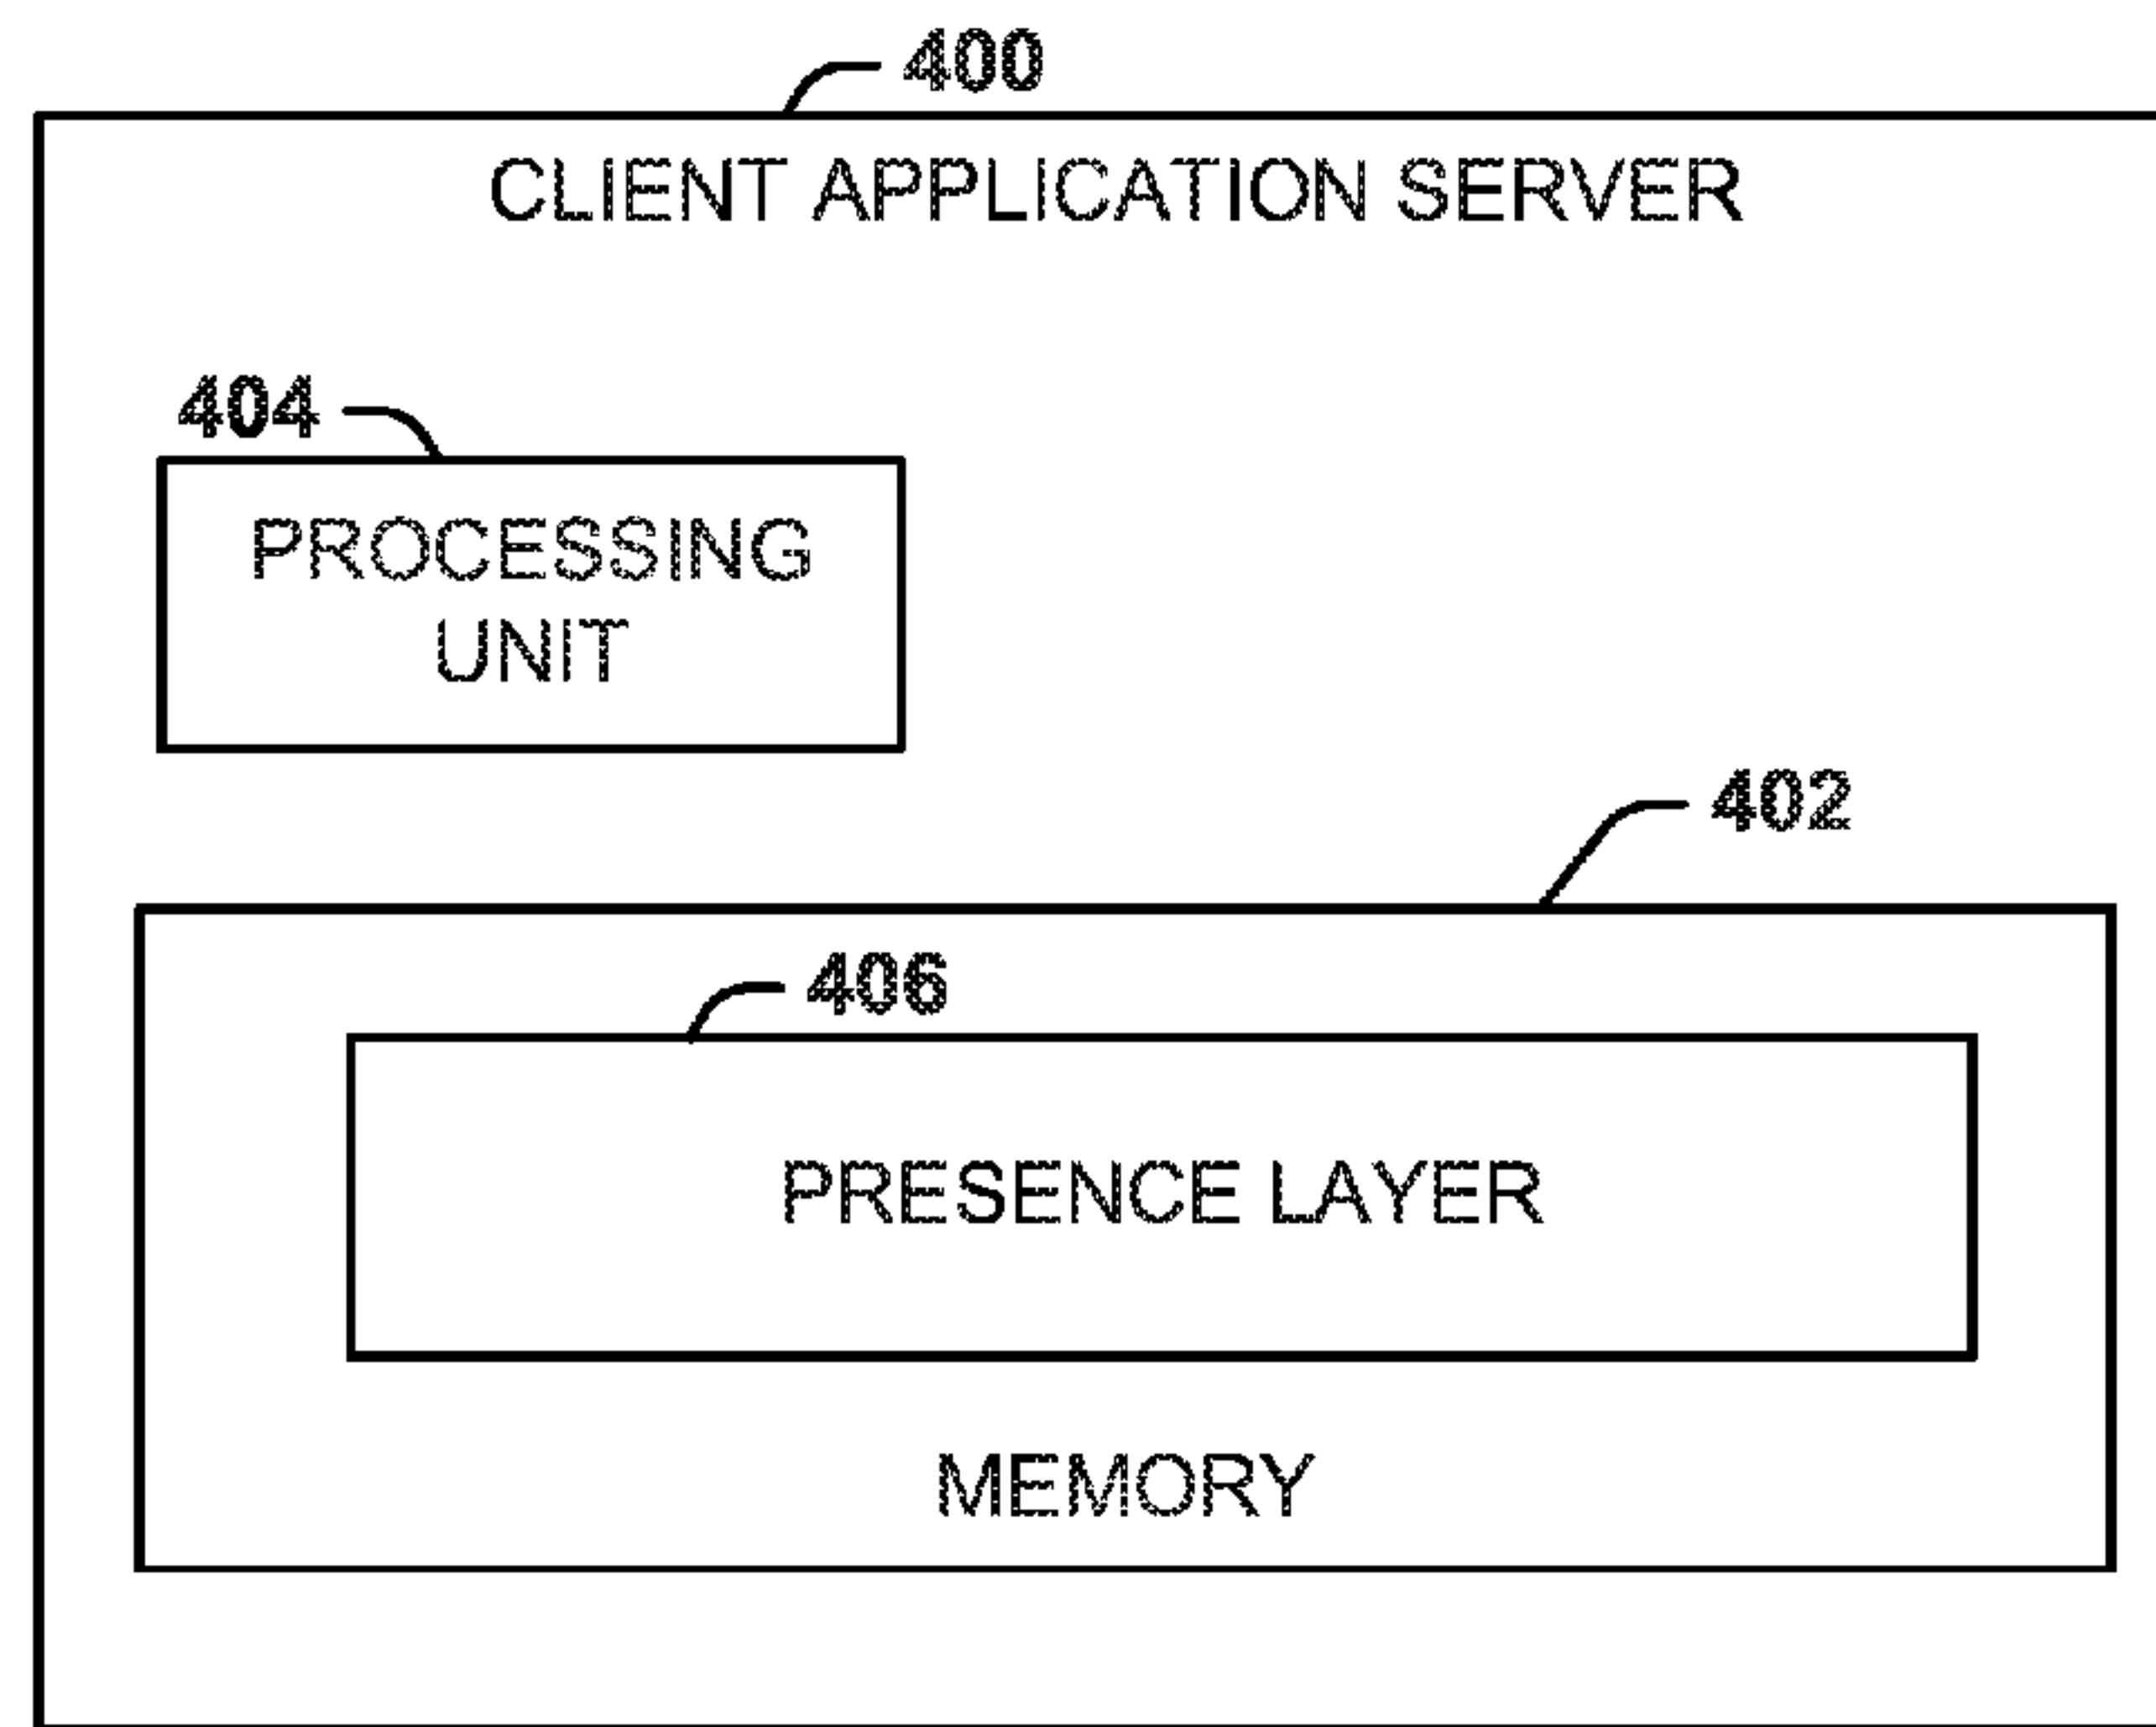 400
CLIENT APPLICATION SERVER
404
PROCESSING
UNIT
402
406
PRESENCE LAYER
MEMORY